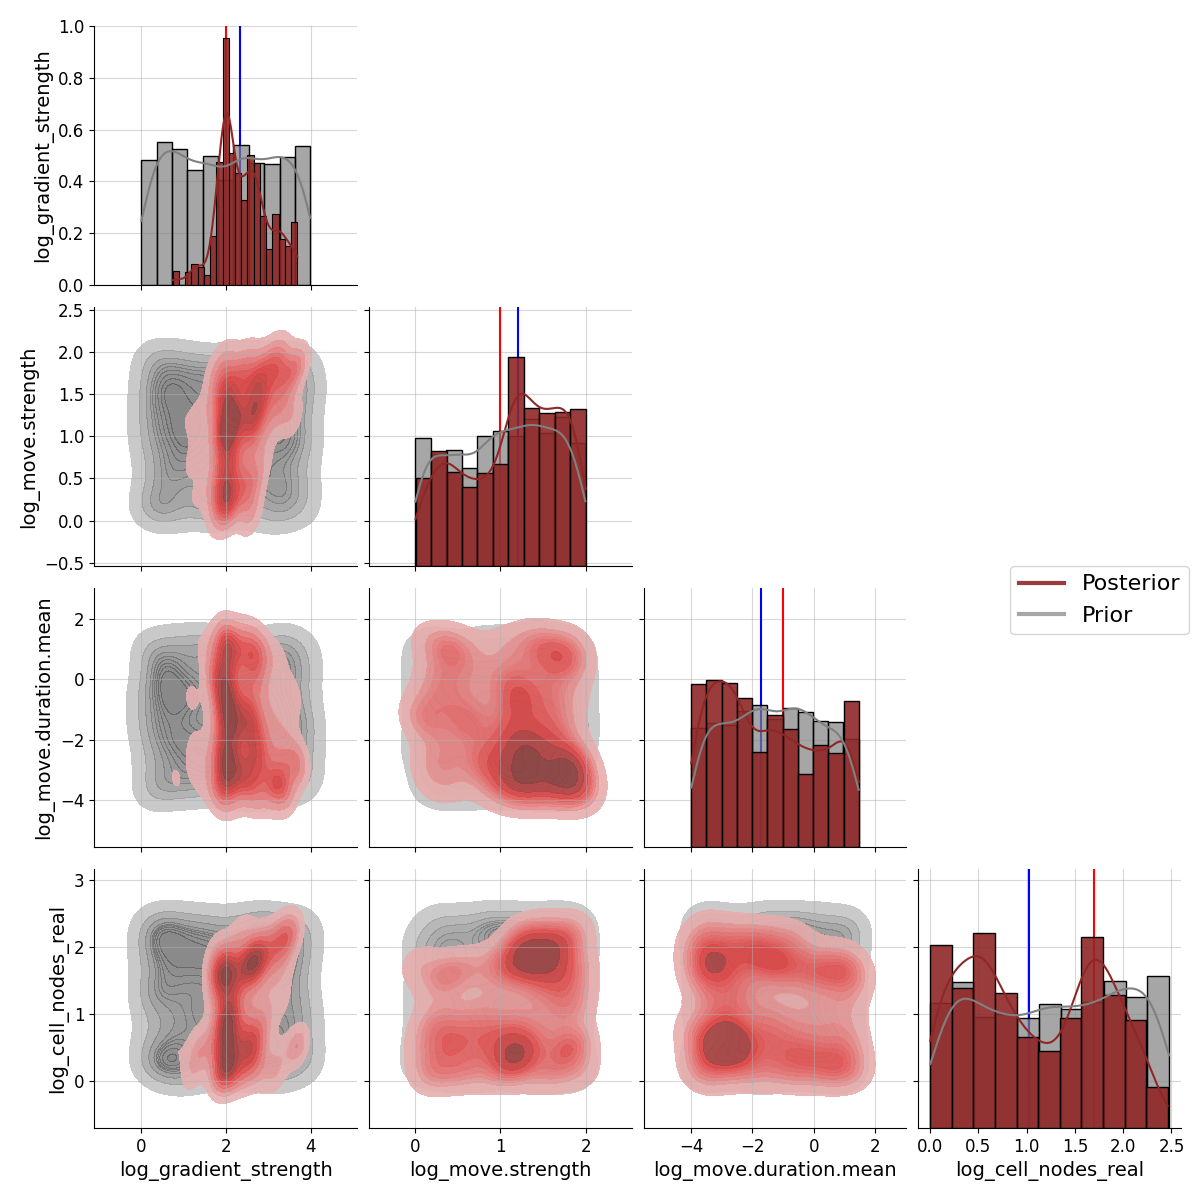 1.0
0.8
0.6
0.4
0.2
0.0
log_gradient_strength
2.5
2.0
1.5
1.0
0.5
0.0
−0.5
log_move.strength
2
0
−2
−4
log_move.duration.mean
Posterior
Prior
3
2
1
0
log_cell_nodes_real
0 2 4
0 1 2
−4 −2 0 2
0.0 0.5 1.0 1.5 2.0 2.5
log_gradient_strength
log_move.strength
log_move.duration.mean
log_cell_nodes_real